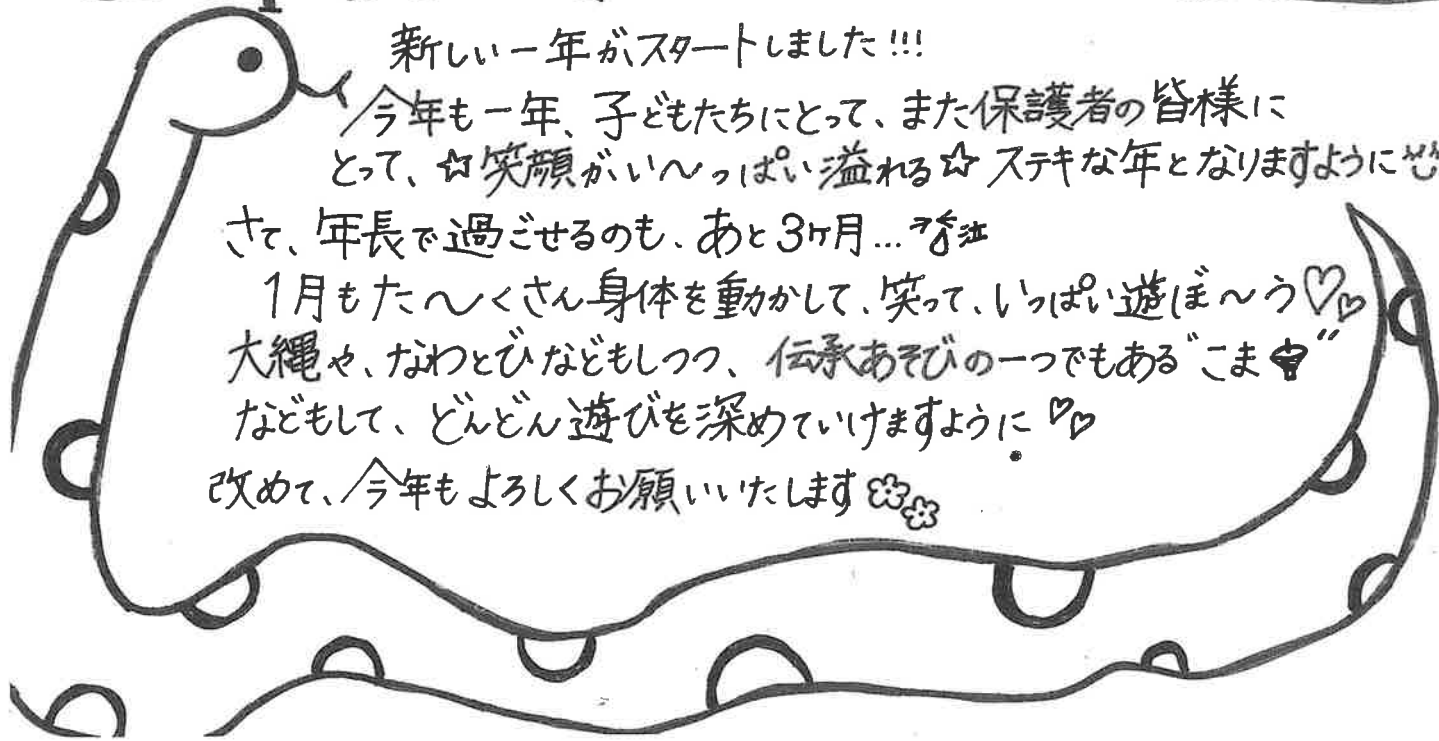 新しい一年がスタートしました!!!
今年も一年、子どもたちにとって、また保護者の皆様に
とって、☆笑顔がい〜っぱい溢れる☆ステキな年となりますように
さて、年長で過ごせるのも、あと3ヶ月...泣
1月もた〜くさん身体を動かして、笑って、いっぱい遊ぼ〜う♡♡
大縄や、なわとびなどもしつつ、伝承あそびの一つでもある"こま"
などもして、どんどん遊びを深めていけますように♡♡
改めて、今年もよろしくお願いいたします